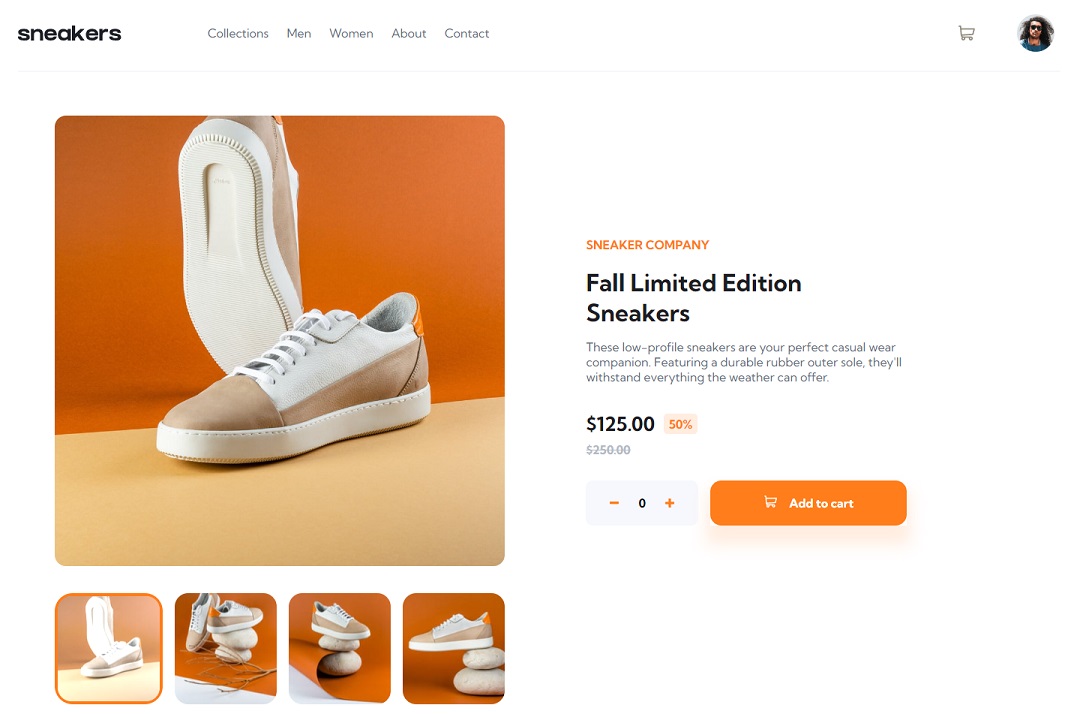 sneakers
Collections Men Women About Contact
SNEAKER COMPANY
Fall Limited Edition
Sneakers
These low-profile sneakers are your perfect casual wear
companion. Featuring a durable rubber outer sole, they'll
withstand everything the weather can offer.
$125.00 50%
$250.00
0
Add to cart